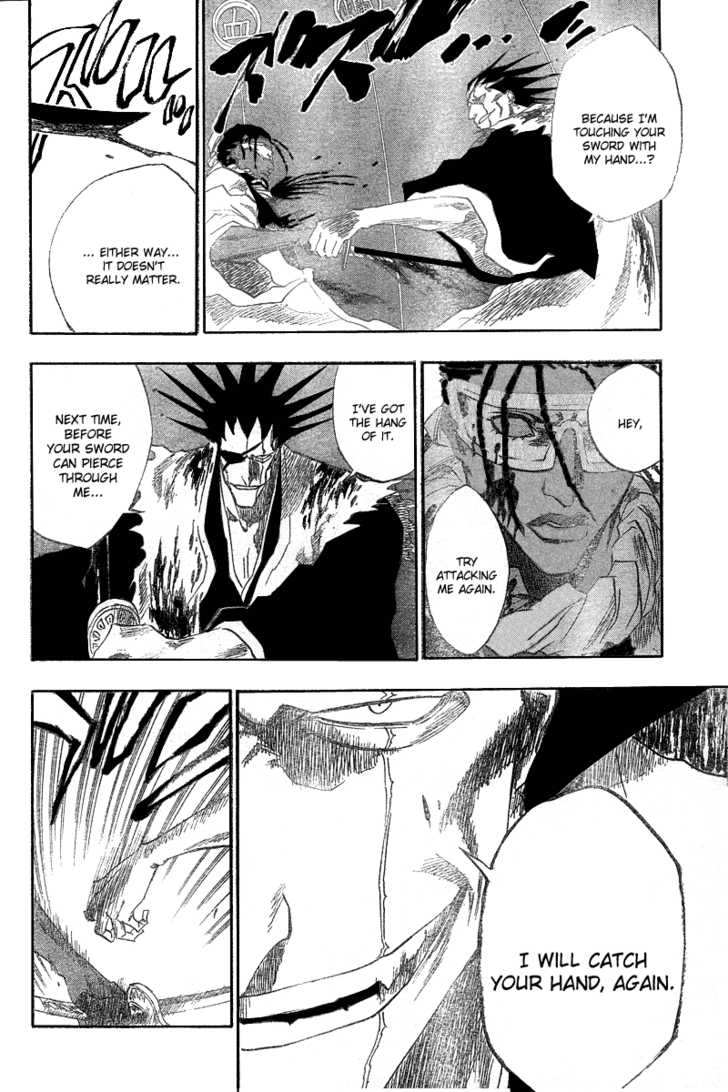 BECAUSE I'M
TOUCHING YOUR
SWORD WITH
MY HAND...?
... EITHER WAY...
IT DOESN'T
REALLY MATTER.
HEY,
TRY
ATTACKING
ME AGAIN.
I'VE GOT
THE HANG
OF IT.
NEXT TIME,
BEFORE
YOUR SWORD
CAN PIERCE
THROUGH
ME...
I WILL CATCH
YOUR HAND, AGAIN.